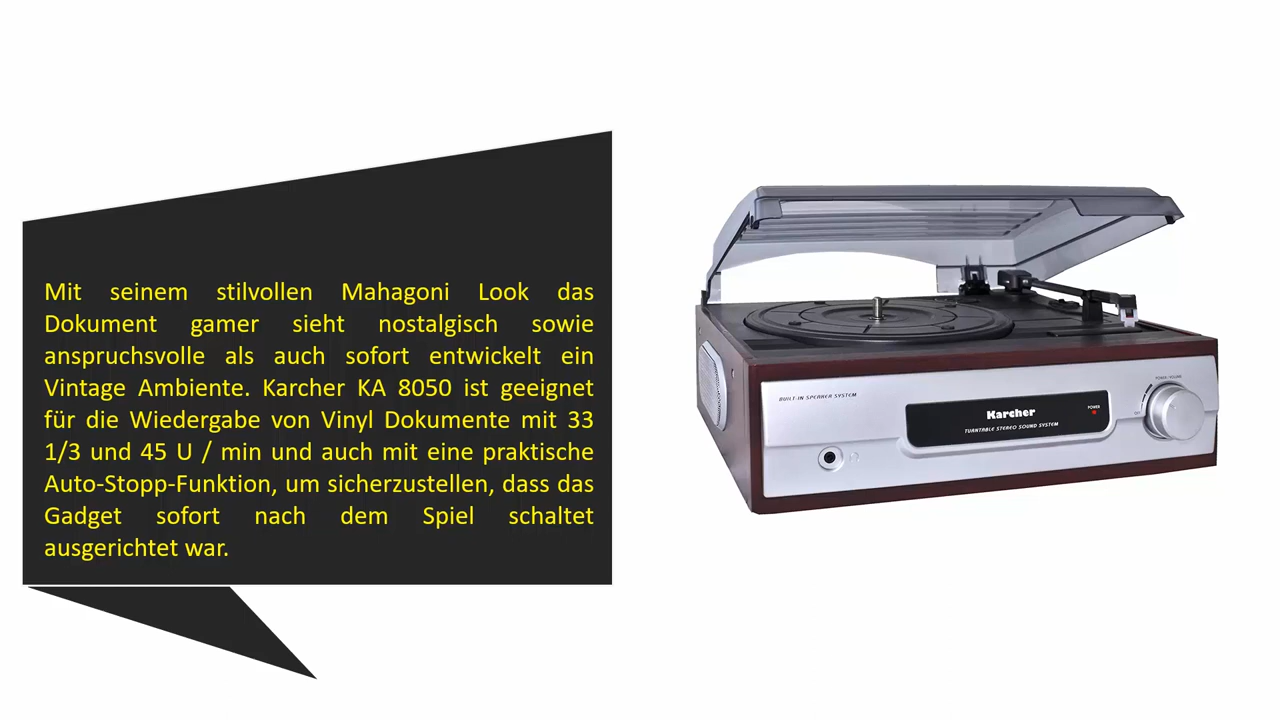 Mit seinem stilvollen Mahagoni Look das
Dokument gamer sieht nostalgisch sowie
anspruchsvolle als auch sofort entwickelt ein
Vintage Ambiente. Karcher KA 8050 ist geeignet
für die Wiedergabe von Vinyl Dokumente mit 33
1/3 und 45 U / min und auch mit eine praktische
Auto-Stopp-Funktion, um sicherzustellen, dass das
Gadget sofort nach dem Spiel schaltet
ausgerichtet war.
POWER / VOLUME
BUILT-IN SPEAKER SYSTEM
Karcher
POWER
TURNTABLE STEREO SOUND SYSTEM